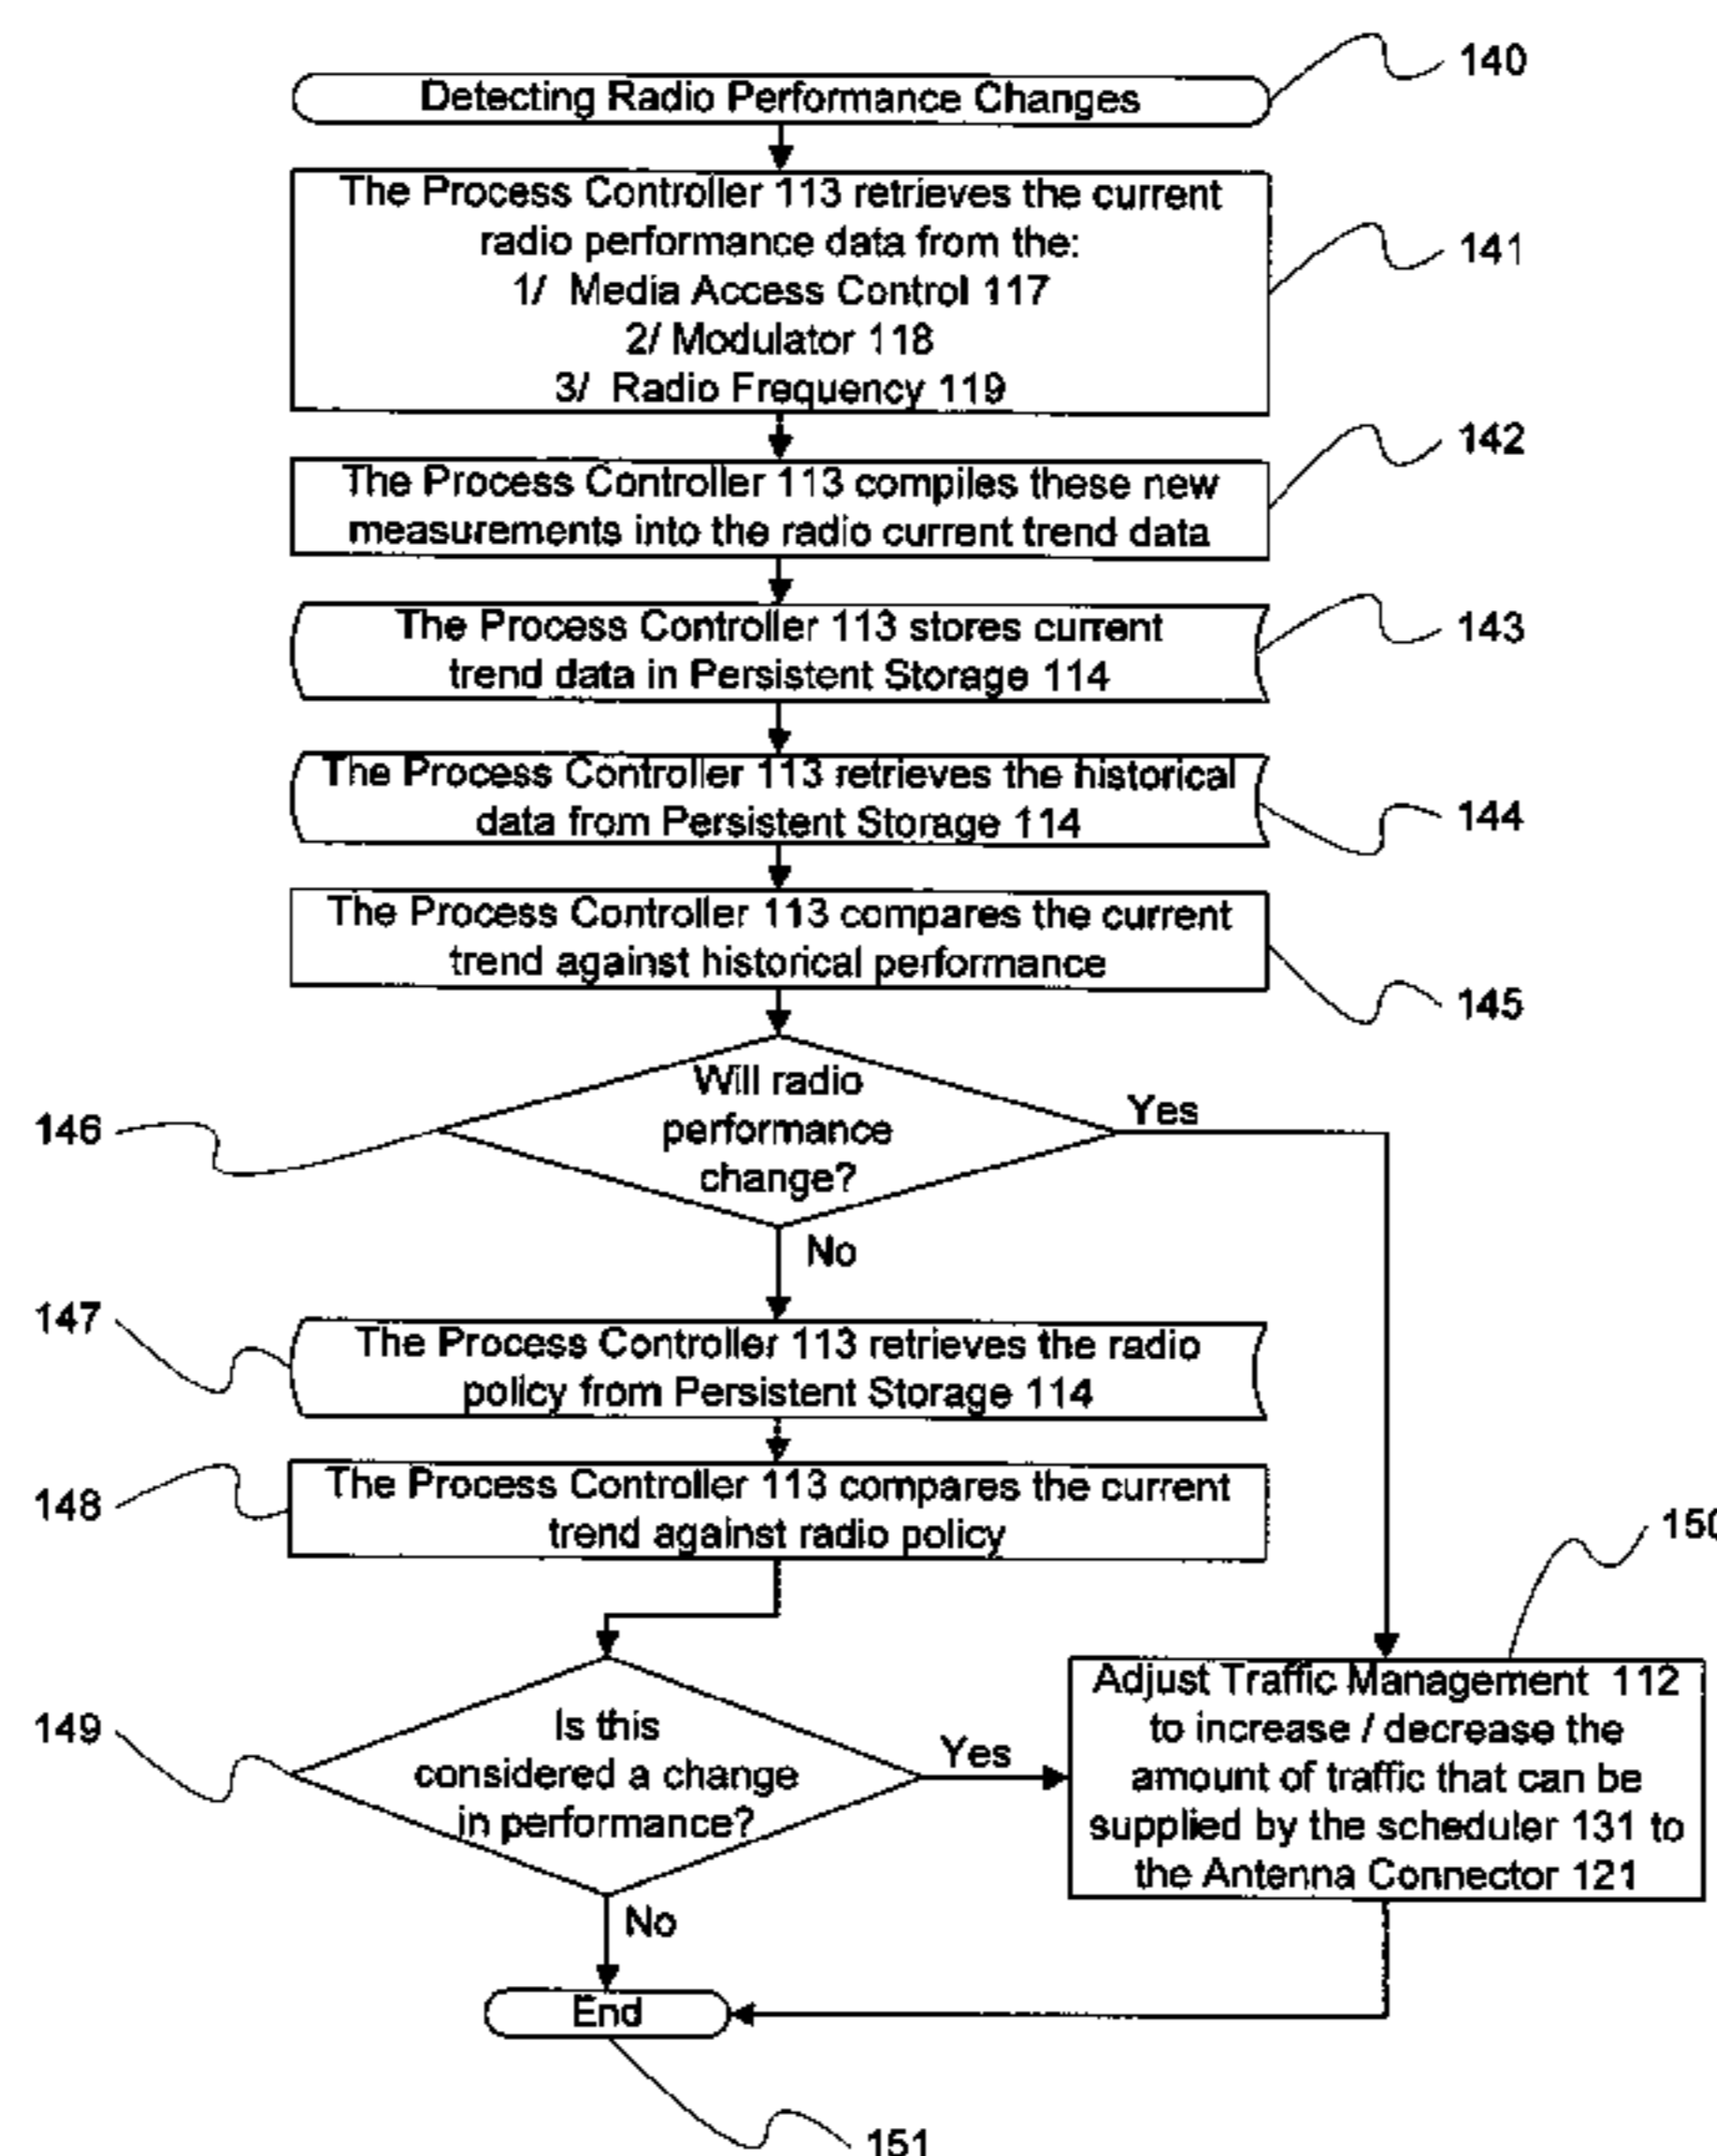 140
Detecting Radio Performance Changes
The Process Controller 113 retrieves the current
radio performance data from the:
1/ Media Access Control 117
2/ Modulator 118
3/ Radio Frequency 119
141
142
The Process Controller 113 compiles these new
measurements into the radio current trend data
The Process Controller 113 stores current
trend data in Persistent Storage 114
143
The Process Controller 113 retrieves the historical
data from Persistent Storage 114
144
The Process Controller 113 compares the current
trend against historical performance
145
Will radio
performance
change?
146
Yes
No
147
The Process Controller 113 retrieves the radio
policy from Persistent Storage 114
148
The Process Controller 113 compares the current
trend against radio policy
150
149
Is this
considered a change
in performance?
Yes
Adjust Traffic Management 112
to increase / decrease the
amount of traffic that can be
supplied by the scheduler 131 to
the Antenna Connector 121
No
End
151